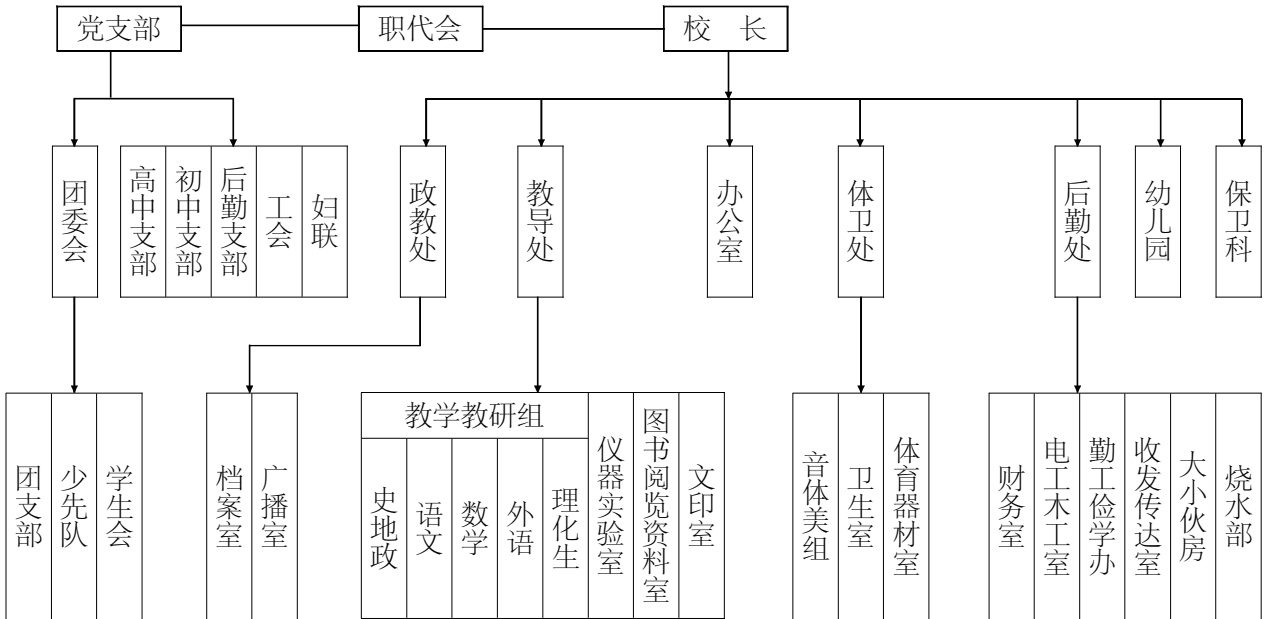 党支部
职代会
校 长
团委会
高中支部
初中支部
后勤支部
工会
妇联
政教处
教导处
办公室
体卫处
后勤处
幼儿园
保卫科
团支部
少先队
学生会
档案室
广播室
教学教研组
史地政
语文
数学
外语
理化生
仪器实验室
图书阅览资料室
文印室
音体美组
卫生室
体育器材室
财务室
电工木工室
勤工俭学办
收发传达室
大小伙房
烧水部